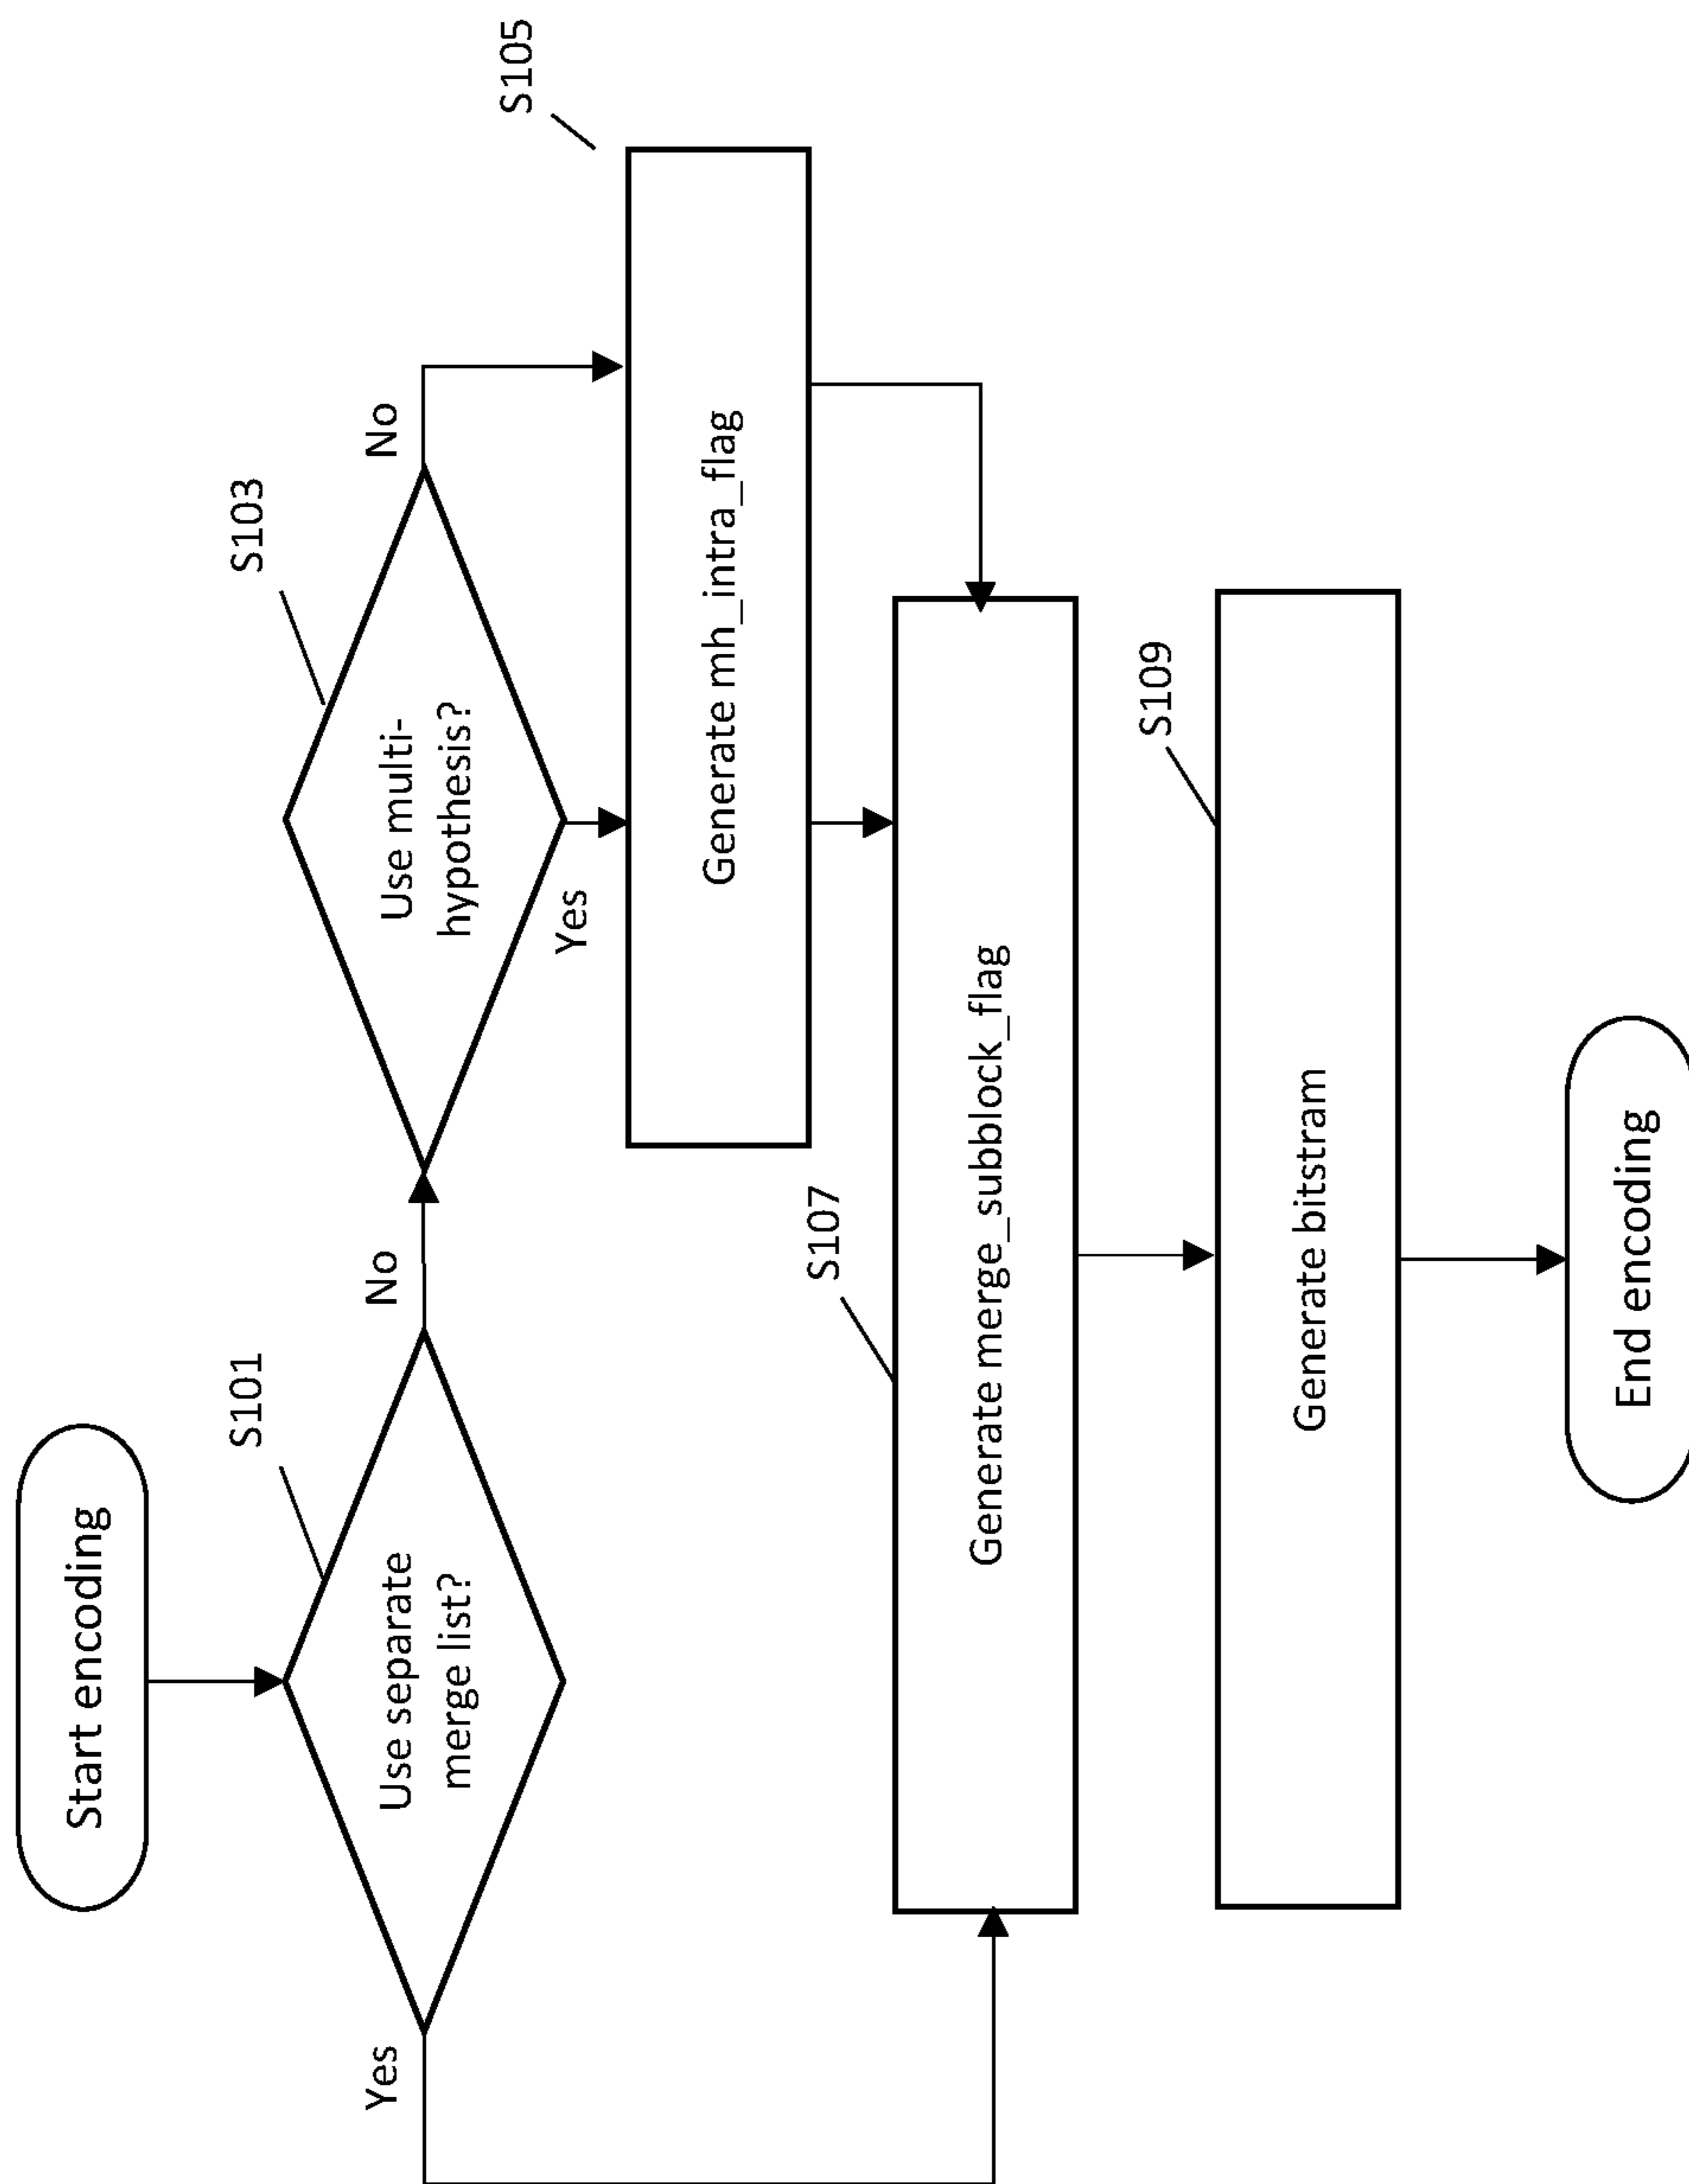 Start encoding
S101
Use separate
merge list?
Yes
No
S103
Use multi-
hypothesis?
No
Yes
S105
Generate mh_intra_flag
S107
Generate merge_subblock_flag
S109
Generate bitstram
End encoding